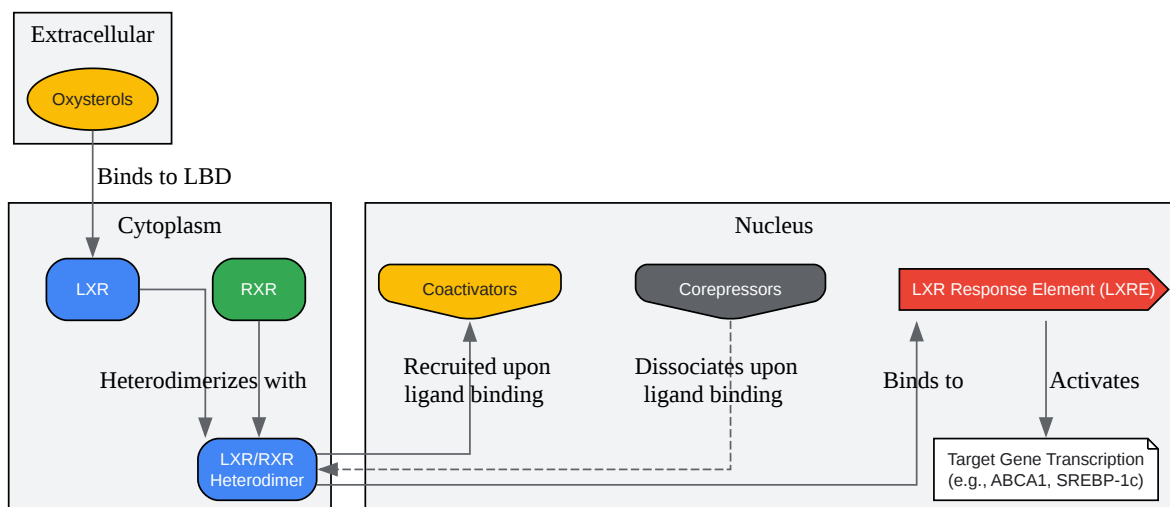 Extracellular
Oxysterols
Binds to LBD
Cytoplasm
Nucleus
LXR
RXR
Coactivators
Corepressors
LXR Response Element (LXRE)
Heterodimerizes with
Recruited upon
ligand binding
Dissociates upon
ligand binding
Binds to
Activates
LXR/RXR
Heterodimer
Target Gene Transcription
(e.g., ABCA1, SREBP-1c)